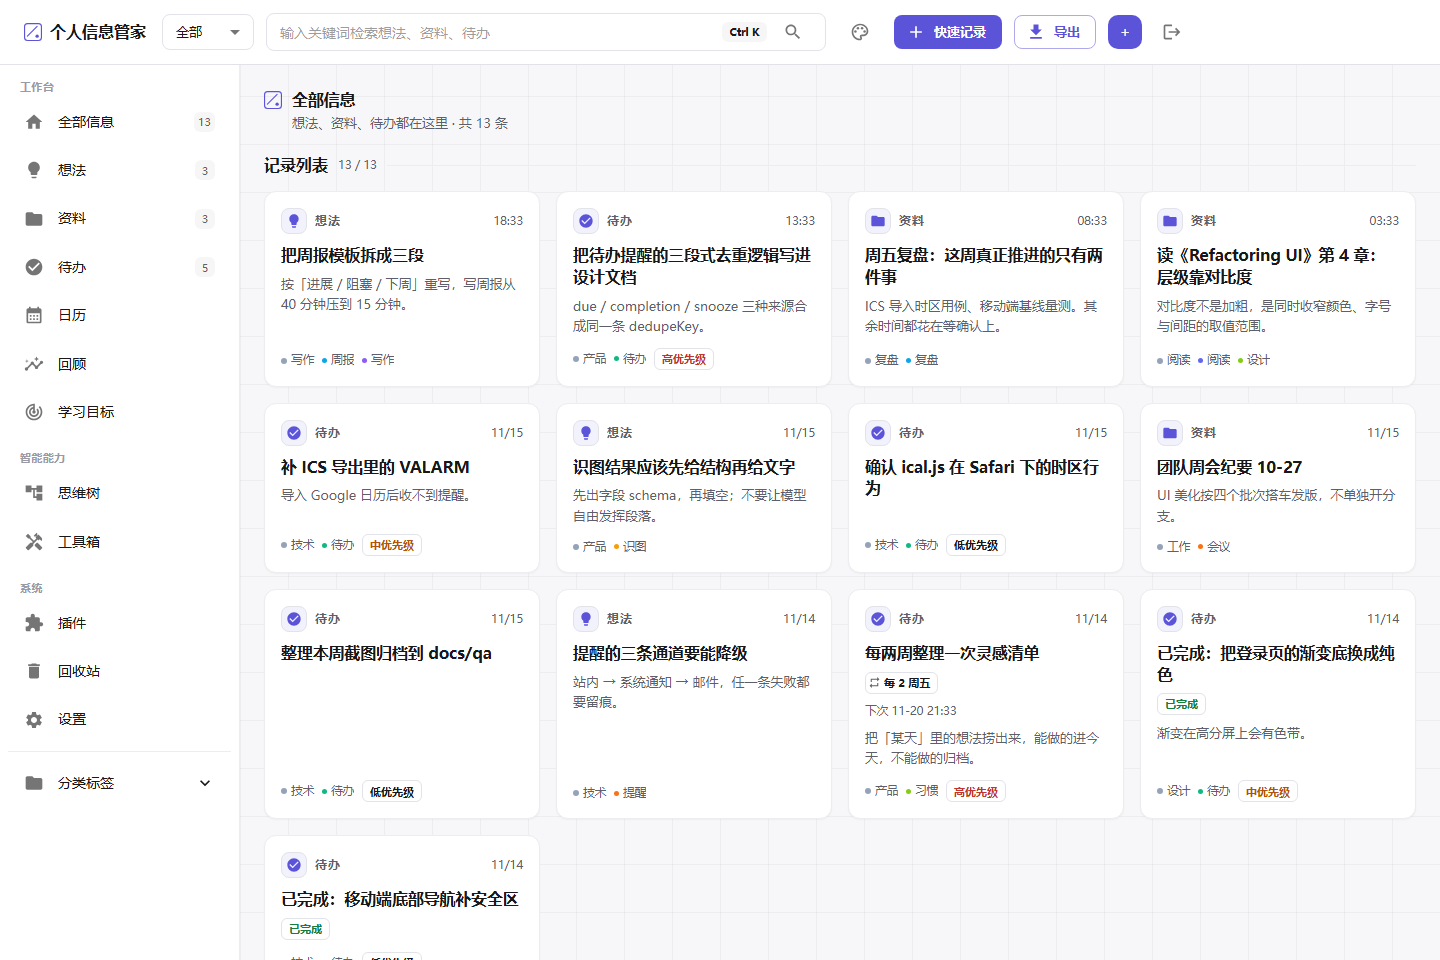 个人信息管家
全部
输入关键词检索想法、资料、待办
Ctrl K
快速记录
导出
+
工作台
全部信息 13
想法 3
资料 3
待办 5
日历
回顾
学习目标
智能能力
思维树
工具箱
系统
插件
回收站
设置
分类标签
全部信息
想法、资料、待办都在这里 · 共 13 条
记录列表 13 / 13
想法 18:33
把周报模板拆成三段
按「进展 / 阻塞 / 下周」重写，写周报从
40 分钟压到 15 分钟。
写作 周报 写作
待办 13:33
把待办提醒的三段式去重逻辑写进
设计文档
due / completion / snooze 三种来源合
成同一条 dedupeKey。
产品 待办 高优先级
资料 08:33
周五复盘：这周真正推进的只有两
件事
ICS 导入时区用例、移动端基线量测。其
余时间都花在等确认上。
复盘 复盘
资料 03:33
读《Refactoring UI》第 4 章：
层级靠对比度
对比度不是加粗，是同时收窄颜色、字号
与间距的取值范围。
阅读 阅读 设计
待办 11/15
补 ICS 导出里的 VALARM
导入 Google 日历后收不到提醒。
技术 待办 中优先级
想法 11/15
识图结果应该先给结构再给文字
先出字段 schema，再填空；不要让模型
自由发挥段落。
产品 识图
待办 11/15
确认 ical.js 在 Safari 下的时区行
为
技术 待办 低优先级
资料 11/15
团队周会纪要 10-27
UI 美化按四个批次搭车发版，不单独开分
支。
工作 会议
待办 11/15
整理本周截图归档到 docs/qa
技术 待办 低优先级
想法 11/14
提醒的三条通道要能降级
站内 → 系统通知 → 邮件，任一条失败都
要留痕。
技术 提醒
待办 11/14
每两周整理一次灵感清单
每 2 周五
下次 11-20 21:33
把「某天」里的想法捞出来，能做的进今
天，不能做的归档。
产品 习惯 高优先级
待办 11/14
已完成：把登录页的渐变底换成纯
色
已完成
渐变在高分屏上会有色带。
设计 待办 中优先级
待办 11/14
已完成：移动端底部导航补安全区
已完成
技术 待办 低优先级